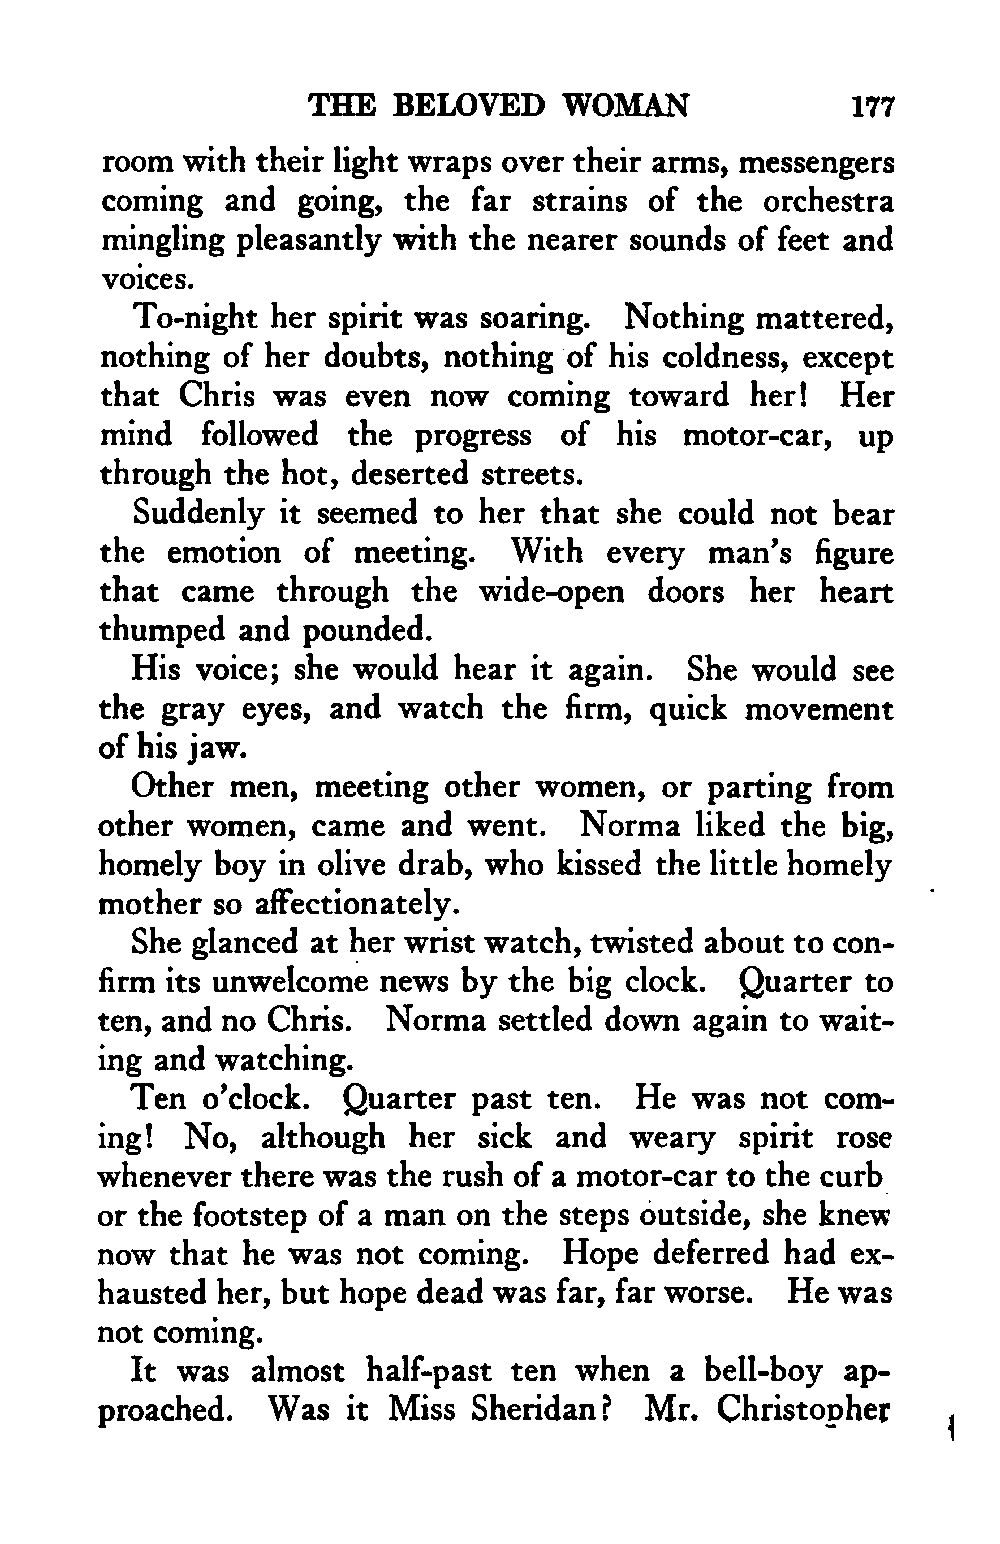 THE BELOVED WOMAN 177
room with their light wraps over their arms, messengers
coming and going, the far strains of the orchestra
mingling pleasantly with the nearer sounds of feet and
voices.
To-night her spirit was soaring. Nothing mattered,
nothing of her doubts, nothing of his coldness, except
that Chris was even now coming toward her! Her
mind followed the progress of his motor-car, up
through the hot, deserted streets.
Suddenly it seemed to her that she could not bear
the emotion of meeting. With every man's figure
that came through the wide-open doors her heart
thumped and pounded.
His voice; she would hear it again. She would see
the gray eyes, and watch the firm, quick movement
of his jaw.
Other men, meeting other women, or parting from
other women, came and went. Norma liked the big,
homely boy in olive drab, who kissed the little homely
mother so affectionately.
She glanced at her wrist watch, twisted about to con-
firm its unwelcome news by the big clock. Quarter to
ten, and no Chris. Norma settled down again to wait-
ing and watching.
Ten o'clock. Quarter past ten. He was not com-
ing! No, although her sick and weary spirit rose
whenever there was the rush of a motor-car to the curb
or the footstep of a man on the steps outside, she knew
now that he was not coming. Hope deferred had ex-
hausted her, but hope dead was far, far worse. He was
not coming.
It was almost half-past ten when a bell-boy ap-
proached. Was it Miss Sheridan? Mr. Christopher